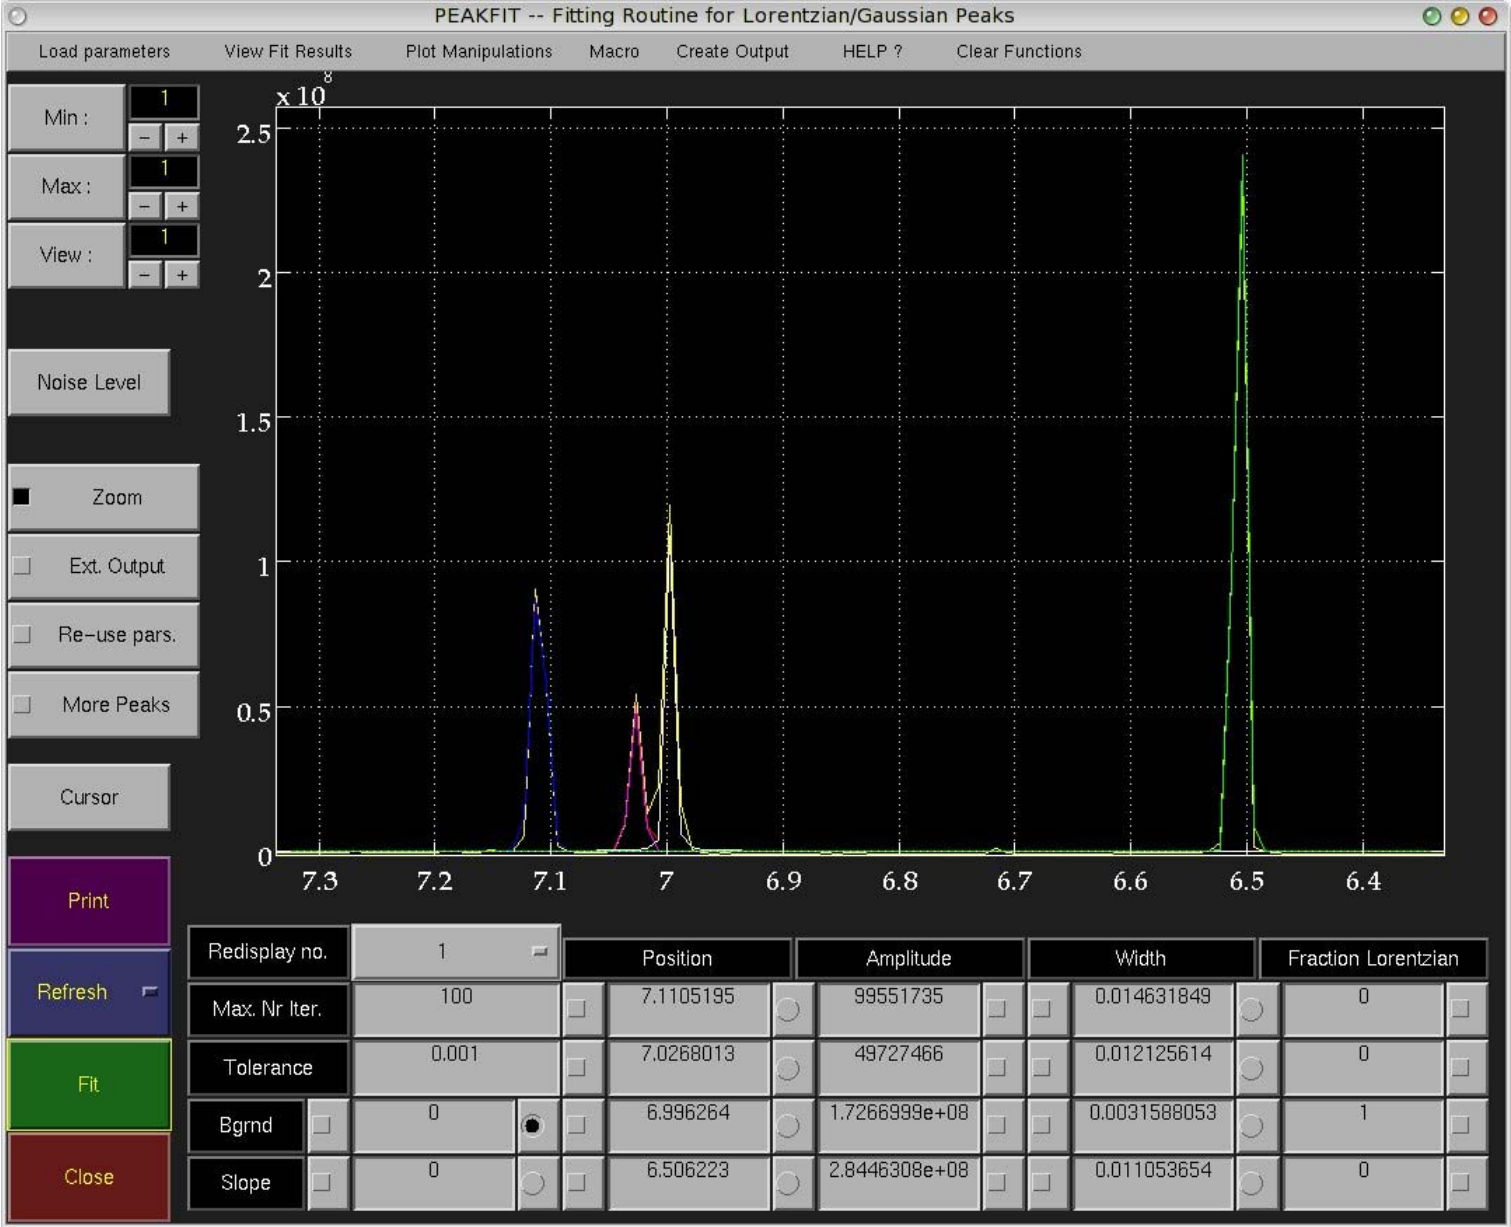 PEAKFIT -- Fitting Routine for Lorentzian/Gaussian Peaks
Load parameters View Fit Results Plot Manipulations Macro Create Output HELP ? Clear Functions
Min : 1
- +
Max : 1
- +
View : 1
- +
Noise Level
Zoom
Ext. Output
Re-use pars.
More Peaks
Cursor
Print
Refresh
Fit
Close
x 10 8
2.5
2
1.5
1
0.5
0
7.3 7.2 7.1 7 6.9 6.8 6.7 6.6 6.5 6.4
Redisplay no. 1 Position Amplitude Width Fraction Lorentzian
Max. Nr Iter. 100 7.1105195 99551735 0.014631849 0
Tolerance 0.001 7.0268013 49727466 0.012125614 0
Bgrnd 0 6.996264 1.7266999e+08 0.0031588053 1
Slope 0 6.506223 2.8446308e+08 0.011053654 0